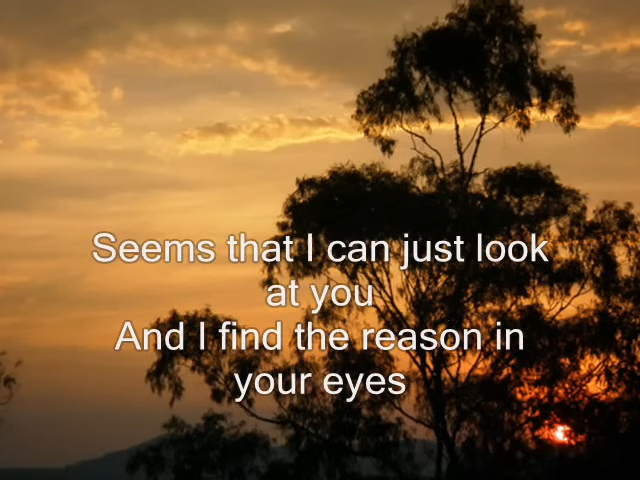 Seems that I can just look
at you
And I find the reason in
your eyes